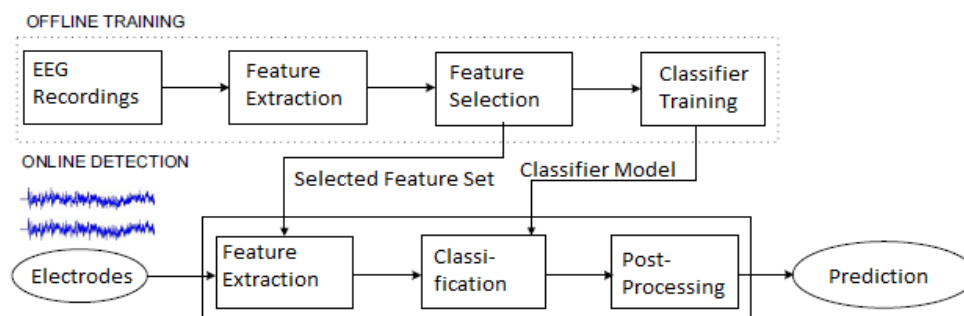 OFFLINE TRAINING
EEG
Recordings
Feature
Extraction
Feature
Selection
Classifier
Training
ONLINE DETECTION
Selected Feature Set
Classifier Model
Electrodes
Feature
Extraction
Classi-
fication
Post-
Processing
Prediction